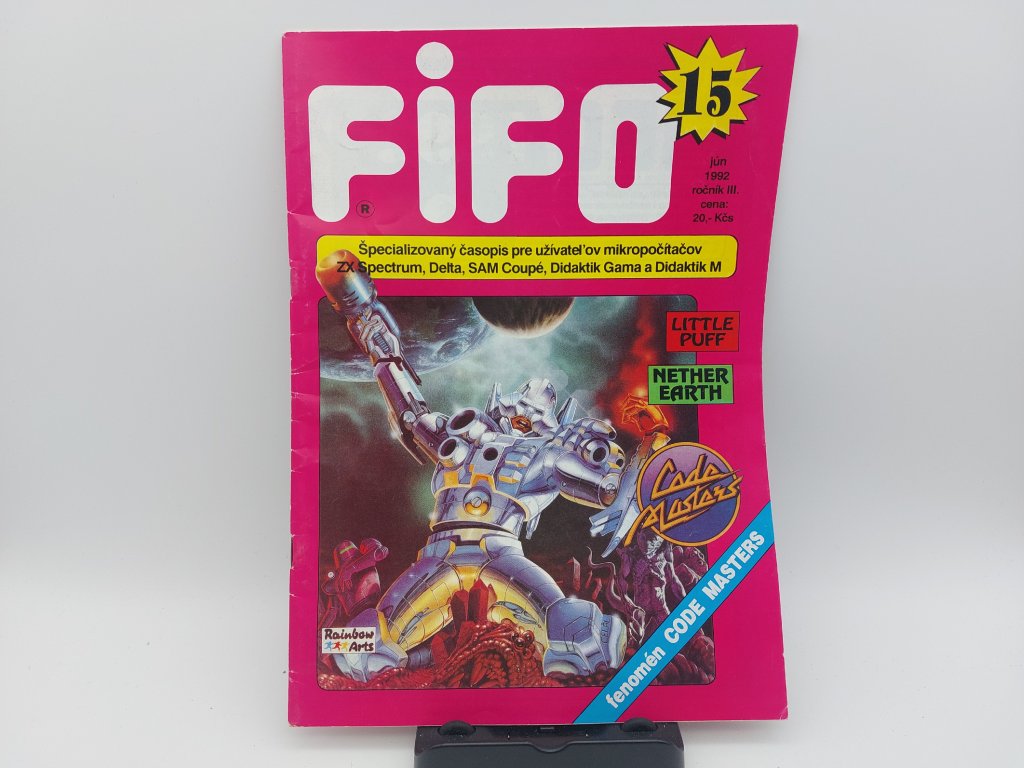 FiFO
®
15
jún
1992
ročník III.
cena:
20,- Kčs
Špecializovaný časopis pre užívateľov mikropočítačov
ZX Spectrum, Delta, SAM Coupé, Didaktik Gama a Didaktik M
LITTLE
PUFF
NETHER
EARTH
Code
Masters
fenomén CODE MASTERS
Rainbow
Arts